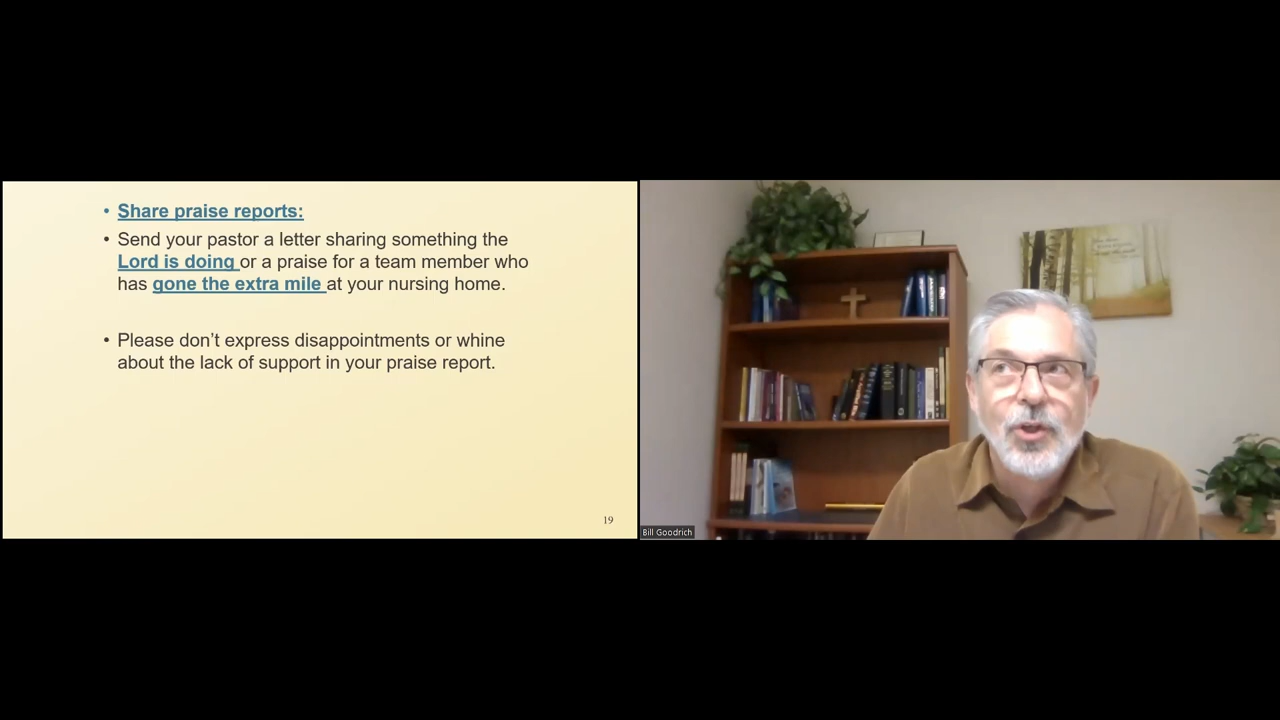 • Share praise reports:
• Send your pastor a letter sharing something the
Lord is doing or a praise for a team member who
has gone the extra mile at your nursing home.
• Please don’t express disappointments or whine
about the lack of support in your praise report.
19
Bill Goodrich